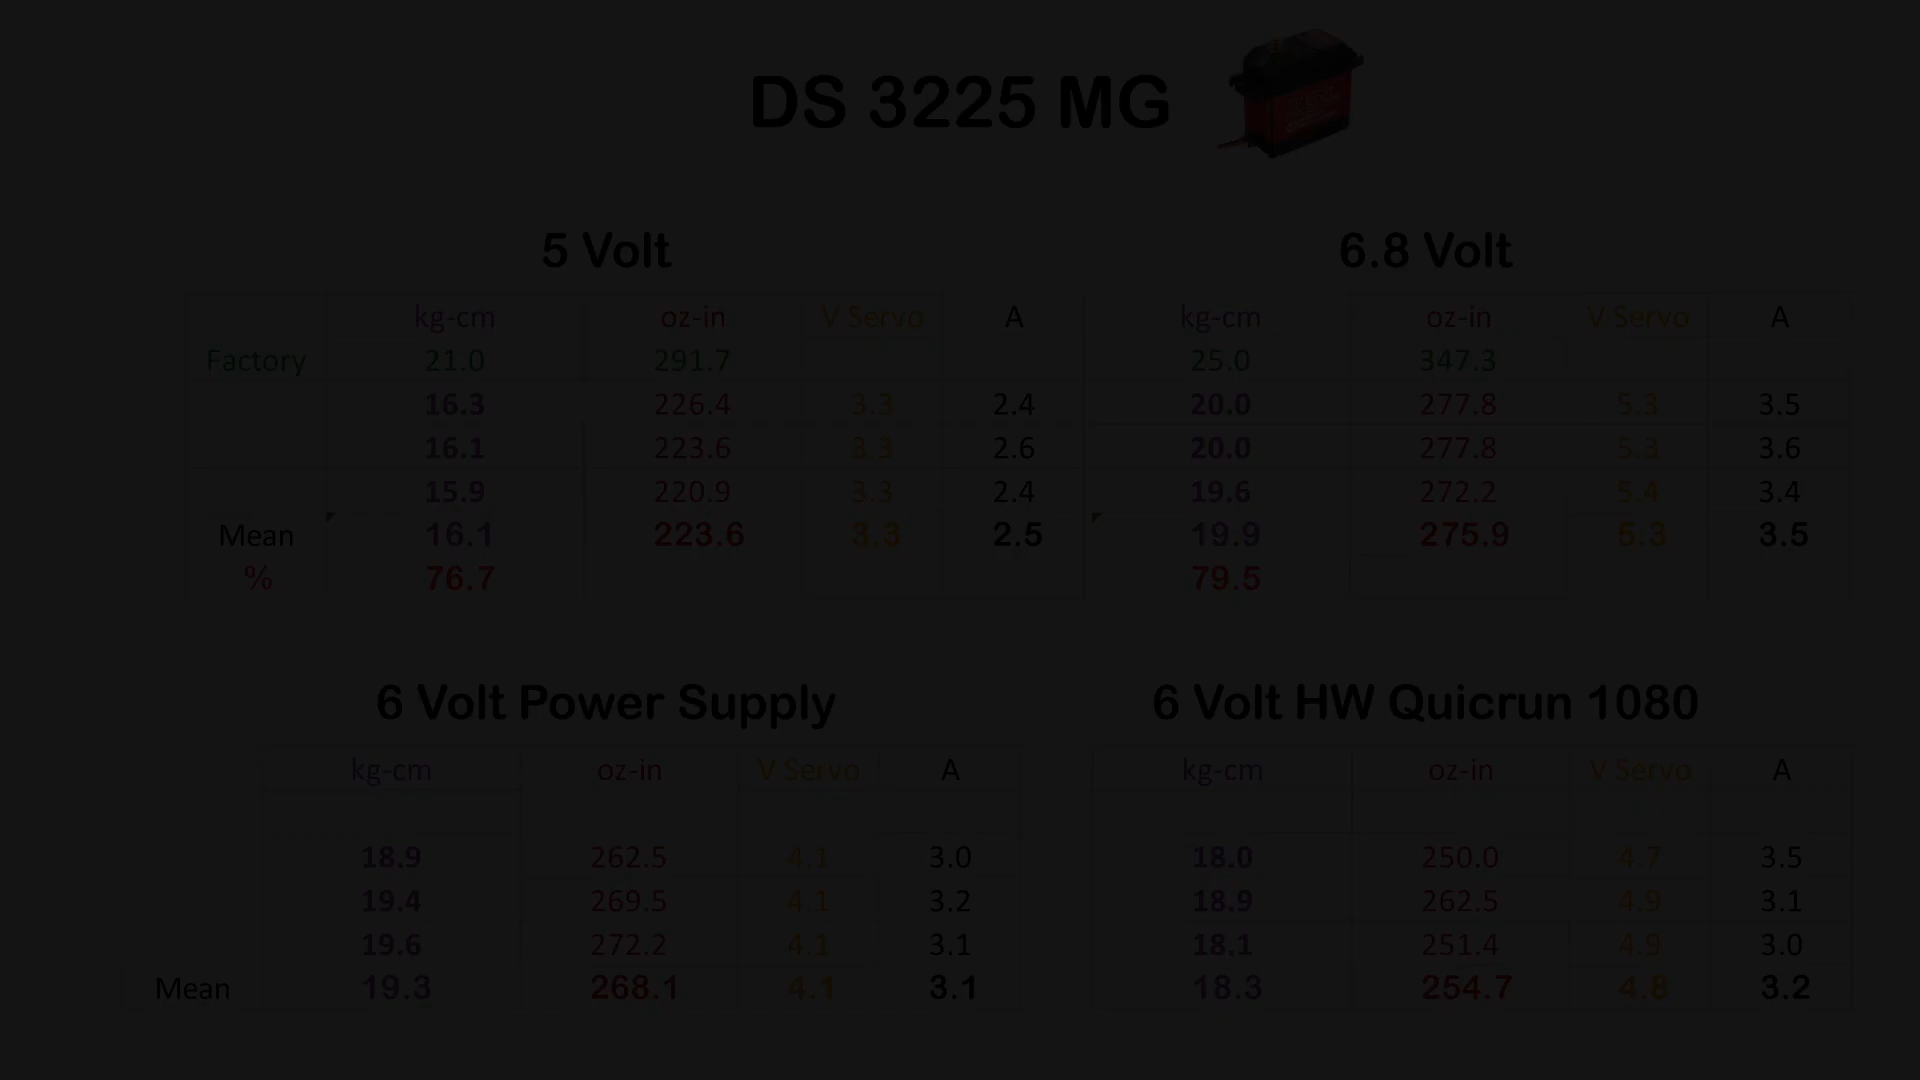 DS 3225 MG
5 Volt
kg-cm oz-in V Servo A
Factory 21.0 291.7
16.3 226.4 3.3 2.4
16.1 223.6 3.3 2.6
15.9 220.9 3.3 2.4
Mean 16.1 223.6 3.3 2.5
% 76.7
6.8 Volt
kg-cm oz-in V Servo A
25.0 347.3
20.0 277.8 5.3 3.5
20.0 277.8 5.3 3.6
19.6 272.2 5.4 3.4
19.9 275.9 5.3 3.5
79.5
6 Volt Power Supply
kg-cm oz-in V Servo A
18.9 262.5 4.1 3.0
19.4 269.5 4.1 3.2
19.6 272.2 4.1 3.1
Mean 19.3 268.1 4.1 3.1
6 Volt HW Quicrun 1080
kg-cm oz-in V Servo A
18.0 250.0 4.7 3.5
18.9 262.5 4.9 3.1
18.1 251.4 4.9 3.0
18.3 254.7 4.8 3.2